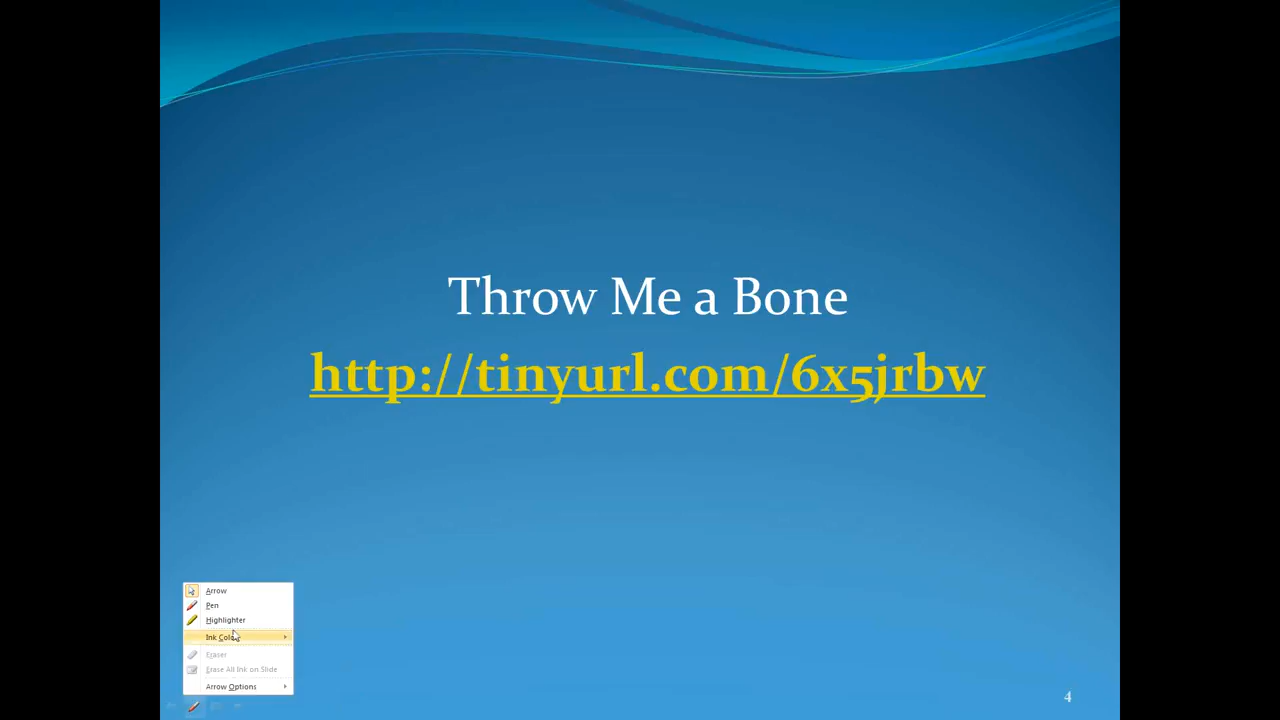 Throw Me a Bone
http://tinyurl.com/6x5jrbw
Arrow
Pen
Highlighter
Ink Color
Eraser
Erase All Ink on Slide
Arrow Options
4